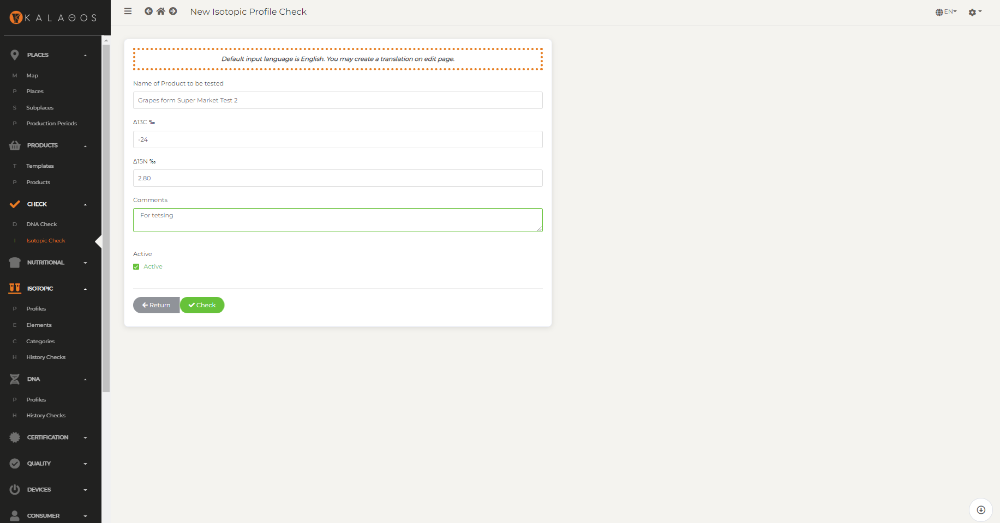 KALAΘOS
New Isotopic Profile Check
EN
PLACES
M Map
P Places
S Subplaces
P Production Periods
PRODUCTS
T Templates
P Products
CHECK
D DNA Check
I Isotopic Check
NUTRITIONAL
ISOTOPIC
P Profiles
E Elements
C Categories
H History Checks
DNA
P Profiles
H History Checks
CERTIFICATION
QUALITY
DEVICES
CONSUMER
Default input language is English. You may create a translation on edit page.
Name of Product to be tested
Grapes form Super Market Test 2
Δ13C ‰
-24
Δ15N ‰
2.80
Comments
For tetsing
Active
Active
Return
Check